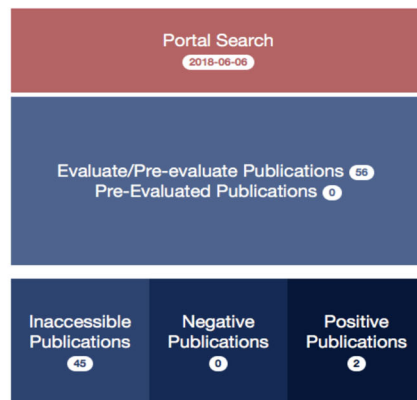 Portal Search
2018-06-06
Evaluate/Pre-evaluate Publications 56
Pre-Evaluated Publications 0
Inaccessible
Publications
45
Negative
Publications
0
Positive
Publications
2